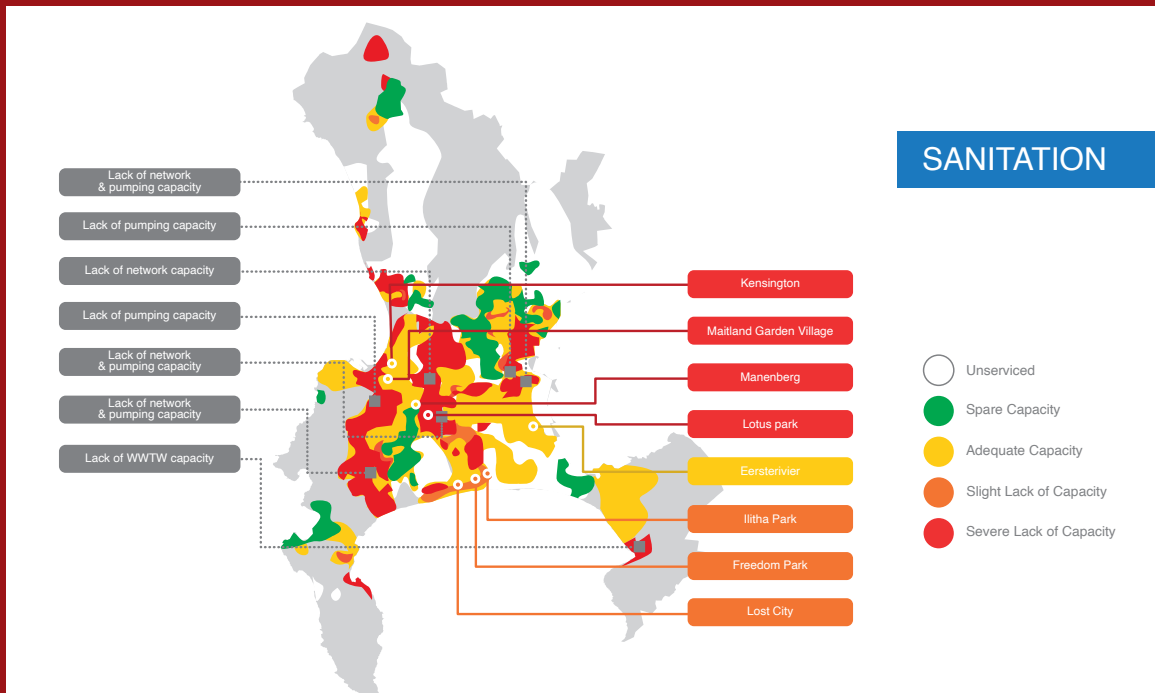 SANITATION
Lack of network
& pumping capacity
Lack of pumping capacity
Lack of network capacity
Lack of pumping capacity
Lack of network
& pumping capacity
Lack of network
& pumping capacity
Lack of WWTW capacity
Kensington
Maitland Garden Village
Manenberg
Lotus park
Eersterivier
Ilitha Park
Freedom Park
Lost City
Unserviced
Spare Capacity
Adequate Capacity
Slight Lack of Capacity
Severe Lack of Capacity